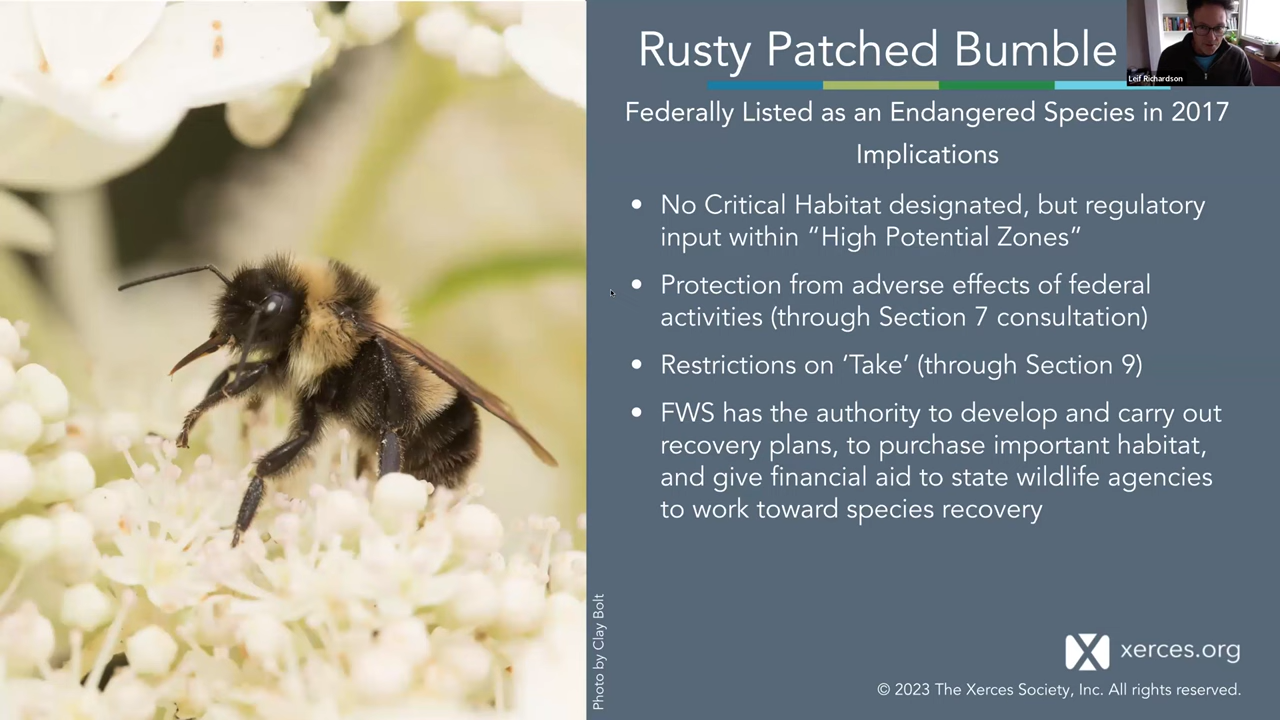 Rusty Patched Bumble
Leif Richardson
Federally Listed as an Endangered Species in 2017
Implications
• No Critical Habitat designated, but regulatory
input within “High Potential Zones”
• Protection from adverse effects of federal
activities (through Section 7 consultation)
• Restrictions on ‘Take’ (through Section 9)
• FWS has the authority to develop and carry out
recovery plans, to purchase important habitat,
and give financial aid to state wildlife agencies
to work toward species recovery
Photo by Clay Bolt
xerces.org
© 2023 The Xerces Society, Inc. All rights reserved.